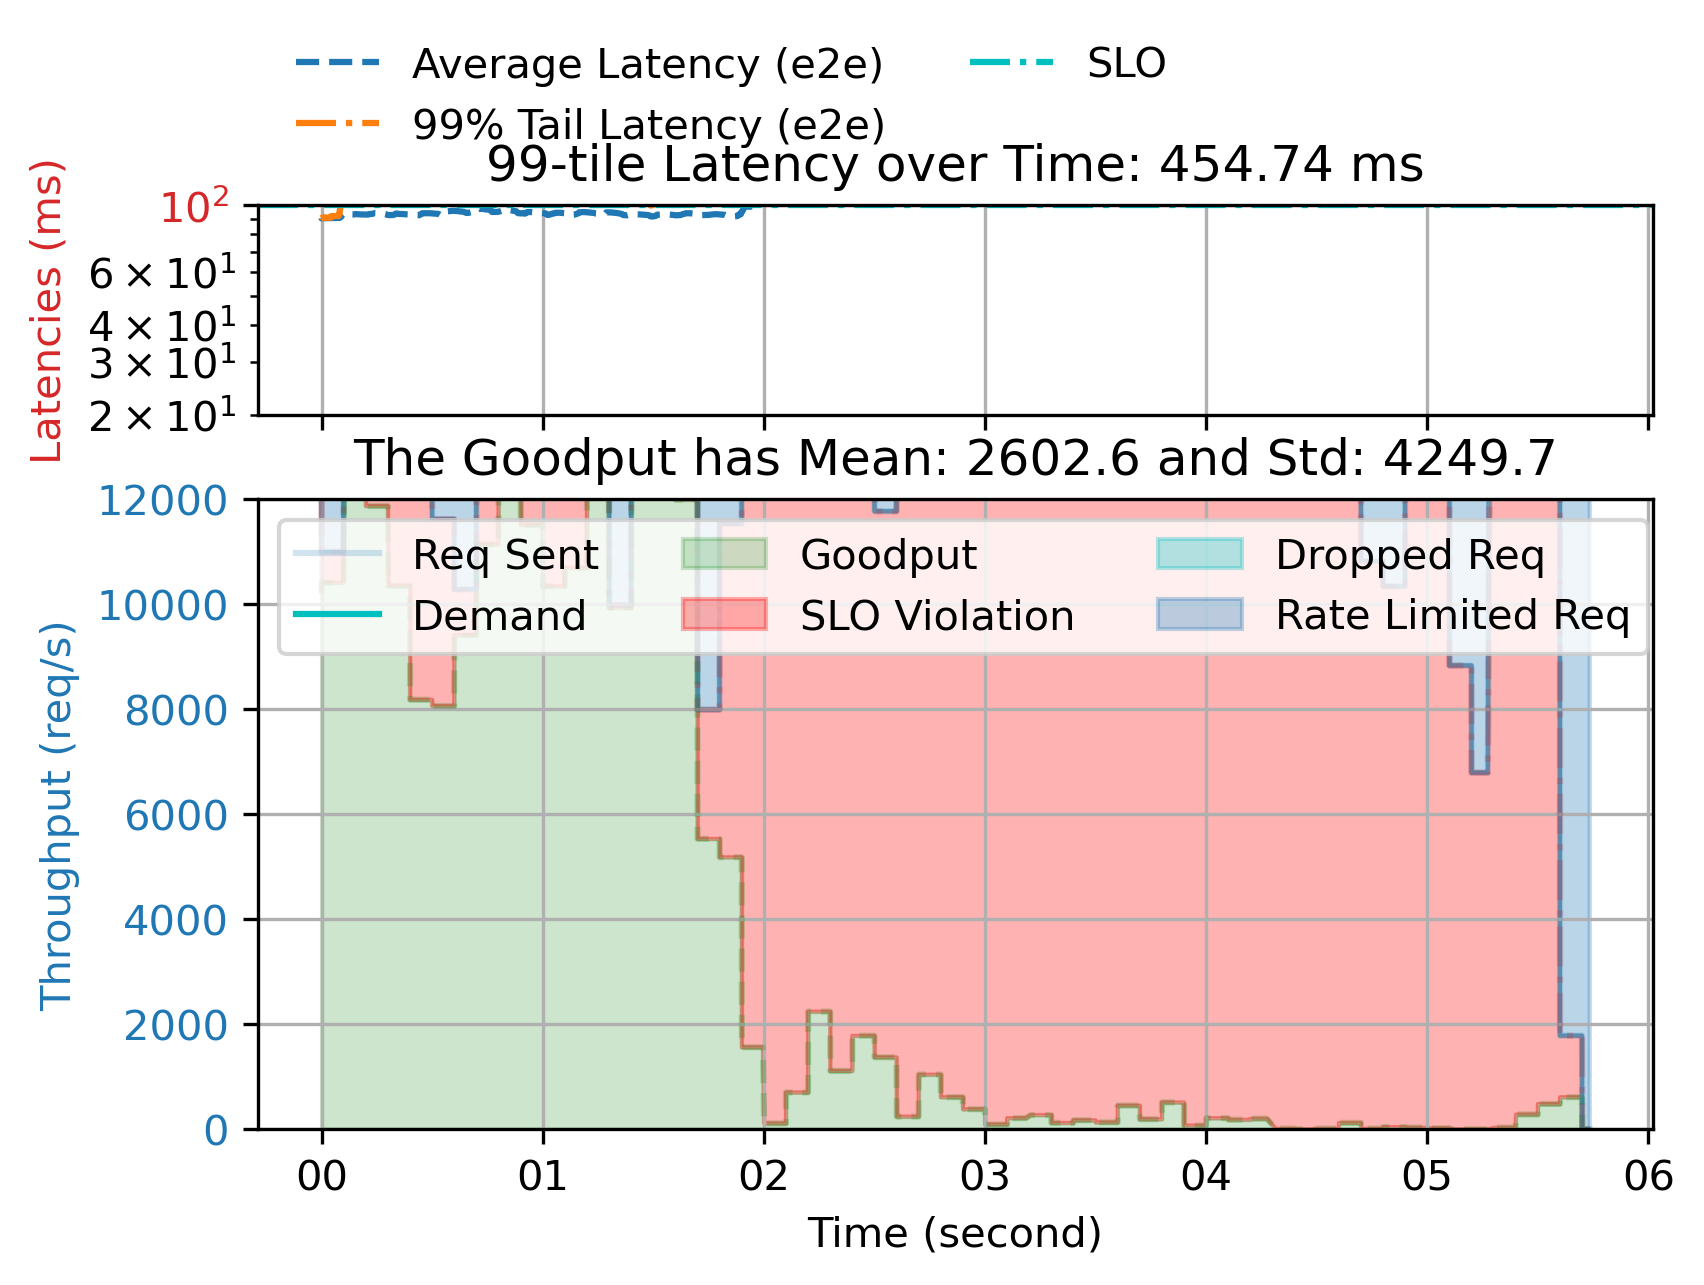 Average Latency (e2e)
SLO
99% Tail Latency (e2e)
99-tile Latency over Time: 454.74 ms
Latencies (ms)
10²
6 × 10¹
4 × 10¹
3 × 10¹
2 × 10¹
The Goodput has Mean: 2602.6 and Std: 4249.7
Throughput (req/s)
12000
10000
8000
6000
4000
2000
0
Req Sent
Goodput
Dropped Req
Demand
SLO Violation
Rate Limited Req
00 01 02 03 04 05 06
Time (second)